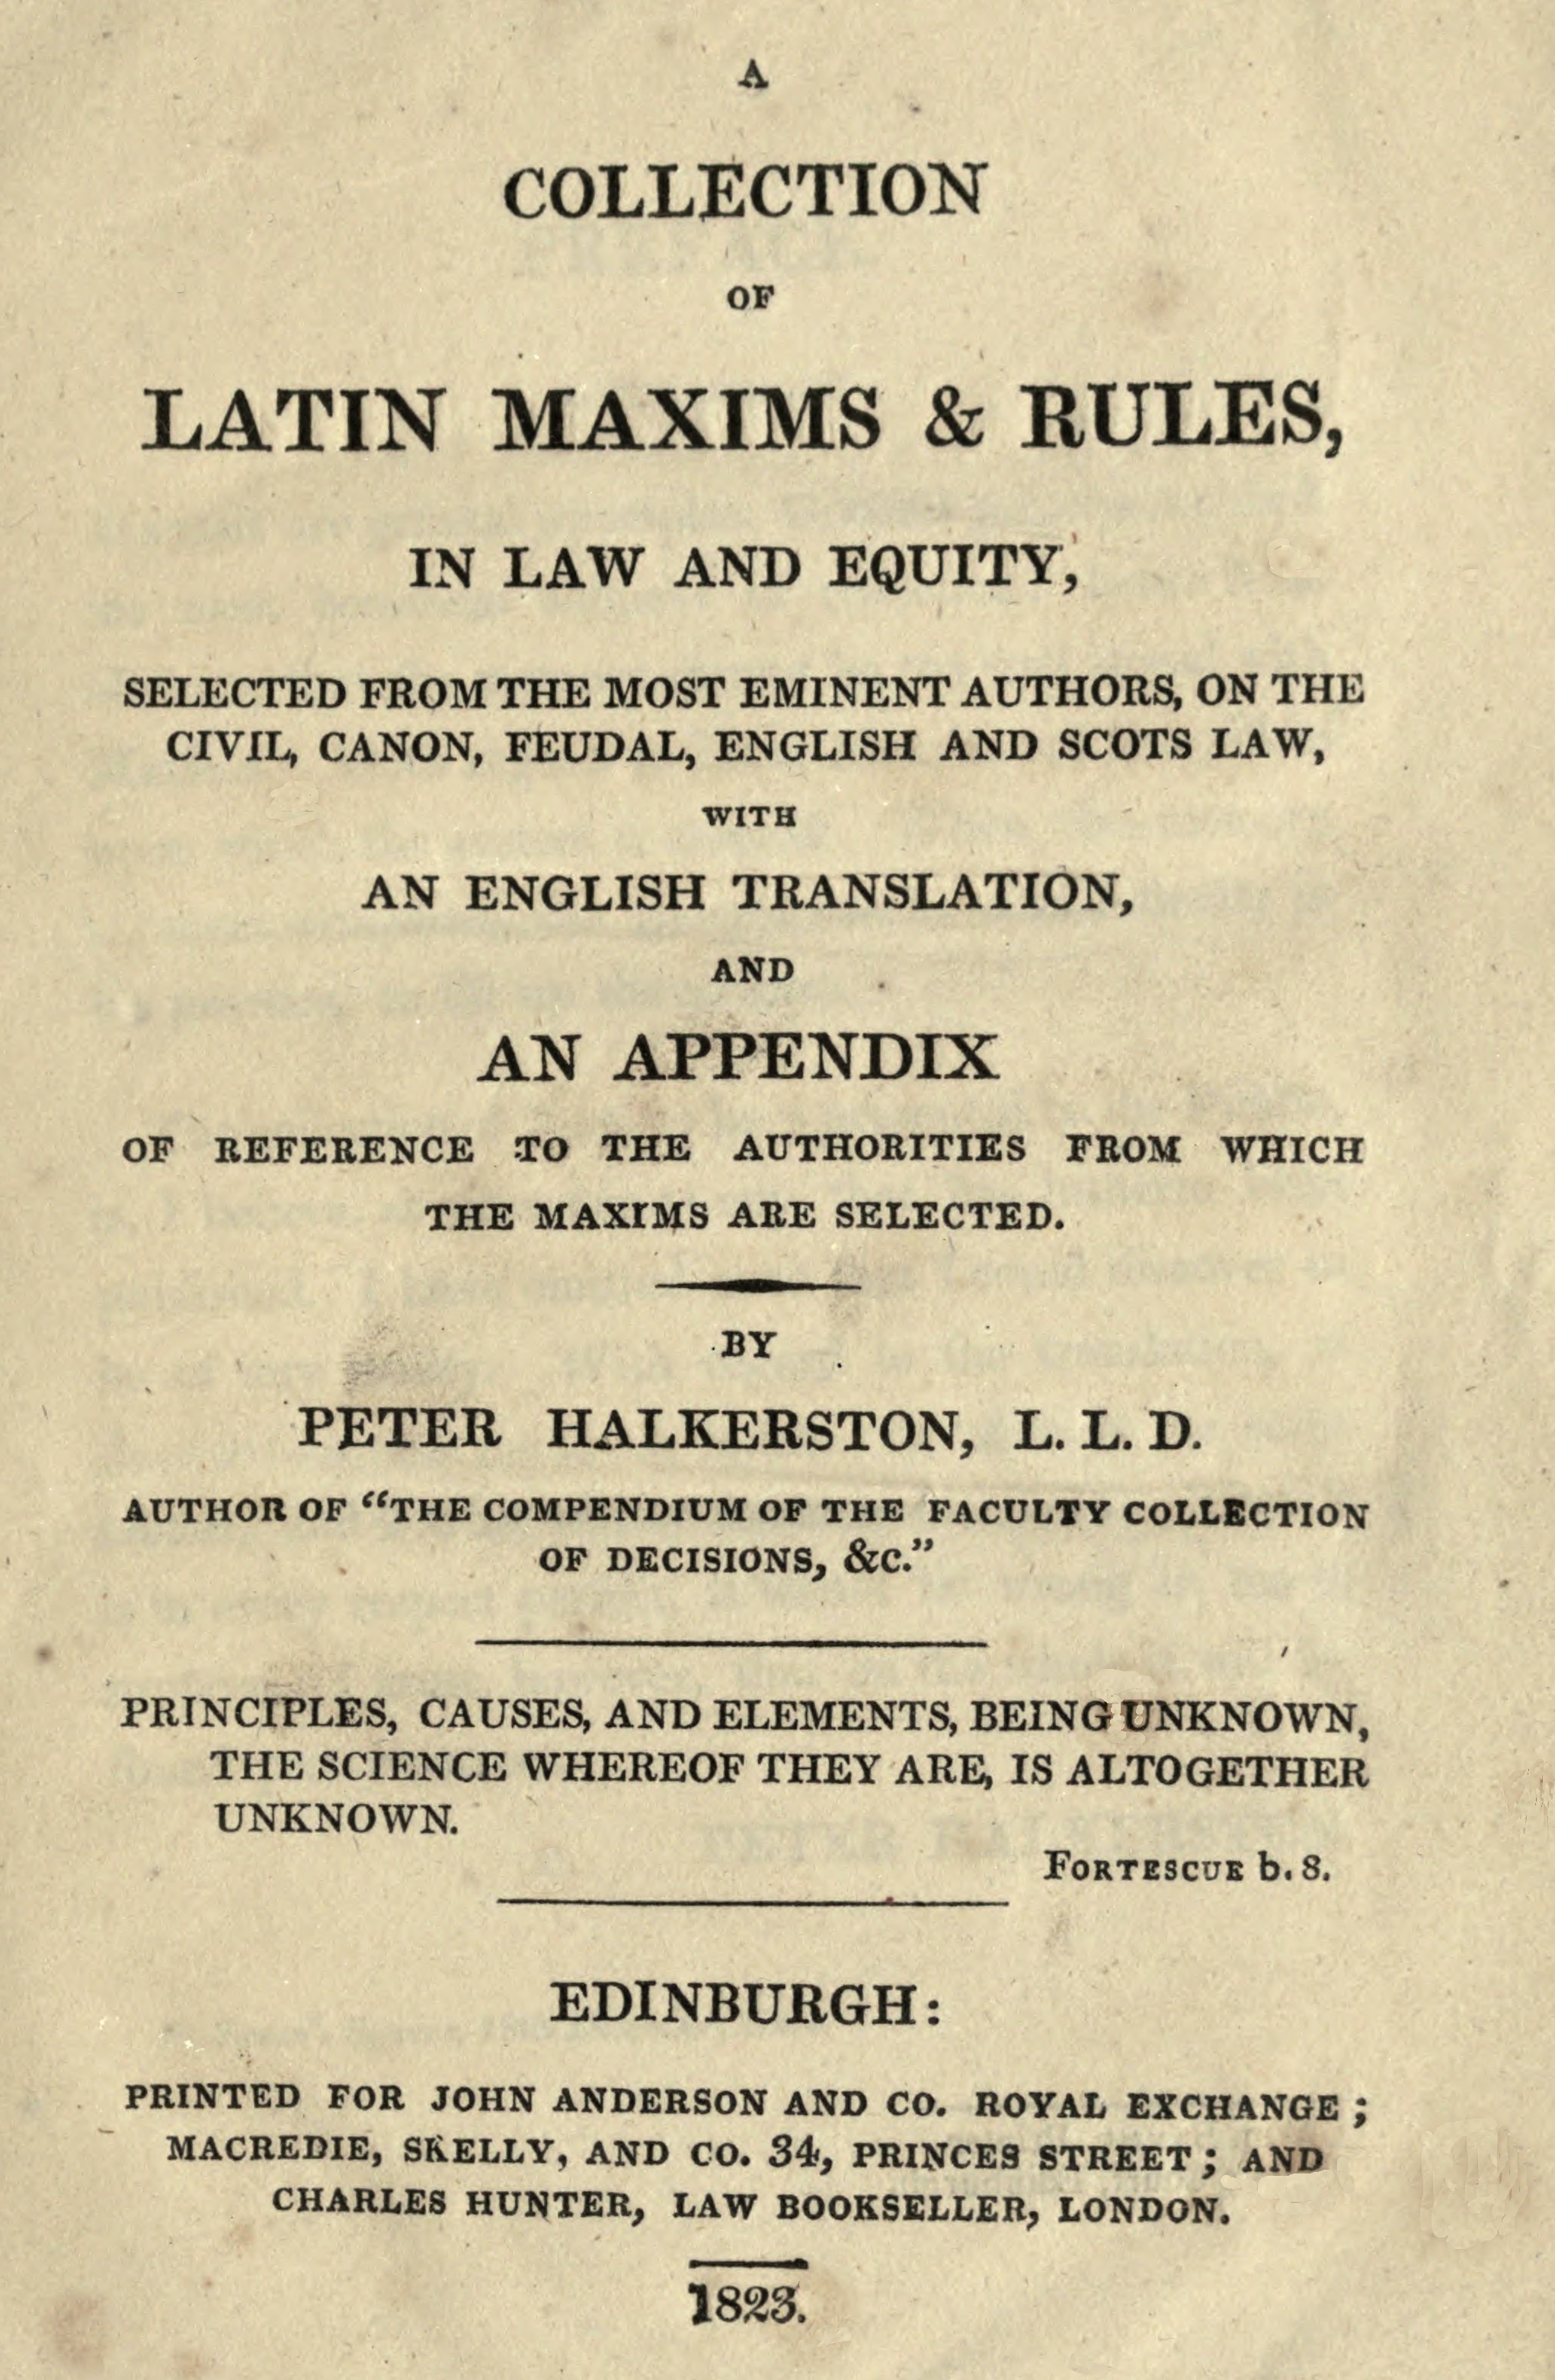 A
COLLECTION
OF
LATIN MAXIMS & RULES,
IN LAW AND EQUITY,
SELECTED FROM THE MOST EMINENT AUTHORS, ON THE
CIVIL, CANON, FEUDAL, ENGLISH AND SCOTS LAW,
WITH
AN ENGLISH TRANSLATION,
AND
AN APPENDIX
OF REFERENCE TO THE AUTHORITIES FROM WHICH
THE MAXIMS ARE SELECTED.
BY
PETER HALKERSTON, L. L. D.
AUTHOR OF “THE COMPENDIUM OF THE FACULTY COLLECTION
OF DECISIONS, &C.”
PRINCIPLES, CAUSES, AND ELEMENTS, BEING UNKNOWN,
THE SCIENCE WHEREOF THEY ARE, IS ALTOGETHER
UNKNOWN.
FORTESCUE b. 8.
EDINBURGH:
PRINTED FOR JOHN ANDERSON AND CO. ROYAL EXCHANGE;
MACREDIE, SKELLY, AND CO. 34, PRINCES STREET; AND
CHARLES HUNTER, LAW BOOKSELLER, LONDON.
1823.